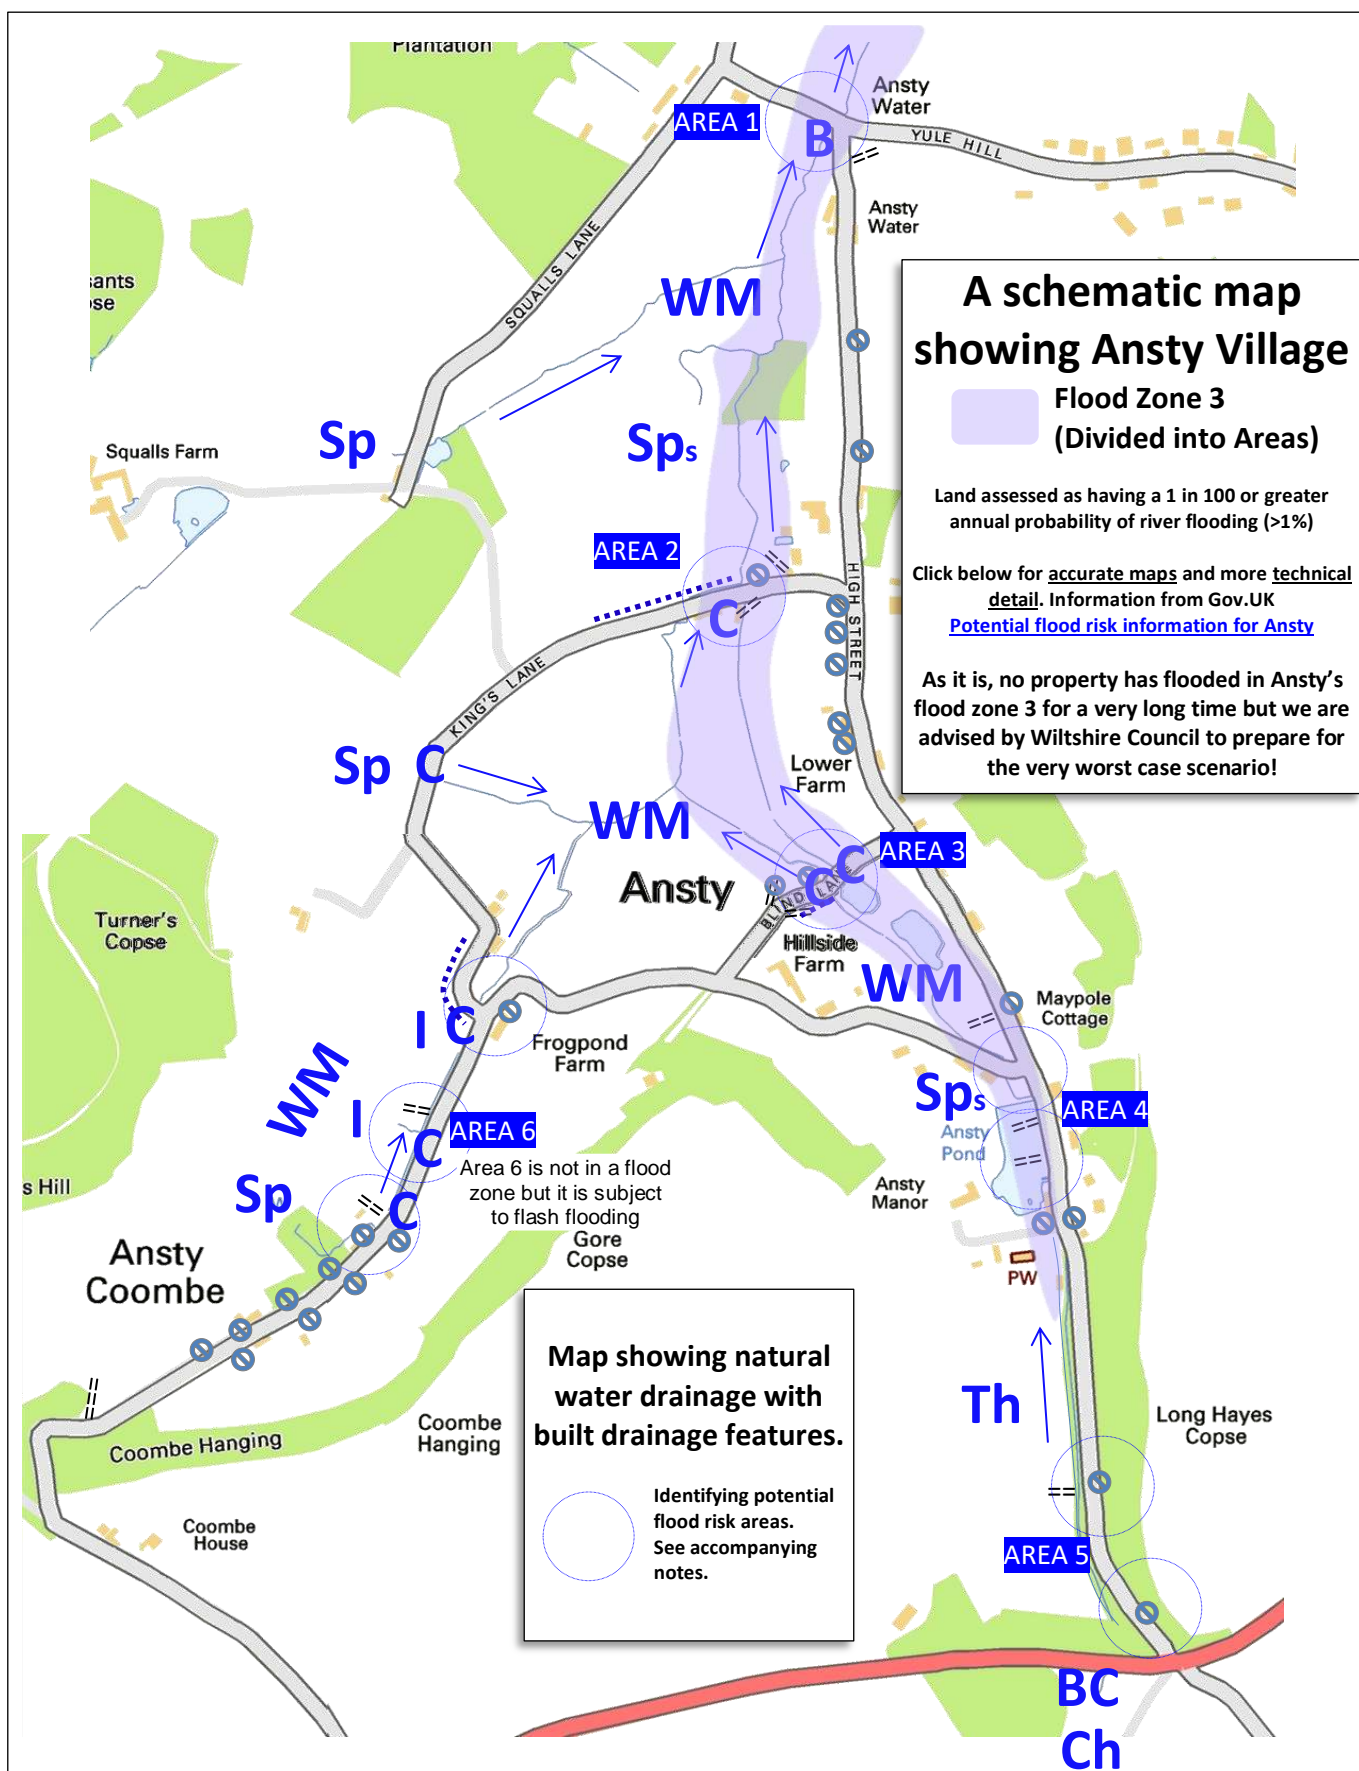 Plantation
Ansty
Water
AREA 1
B
YULE HILL
Ansty
Water
sants
ose
SQUALLS LANE
WM
A schematic map
showing Ansty Village
Flood Zone 3
(Divided into Areas)
Land assessed as having a 1 in 100 or greater
annual probability of river flooding (>1%)
Click below for accurate maps and more technical
detail. Information from Gov.UK
Potential flood risk information for Ansty
As it is, no property has flooded in Ansty's
flood zone 3 for a very long time but we are
advised by Wiltshire Council to prepare for
the very worst case scenario!
Sp
Sps
Squalls Farm
AREA 2
C
HIGH STREET
KING'S LANE
Sp C
Lower
Farm
WM
AREA 3
C
C
Ansty
BLIND LANE
Turner's
Copse
Hillside
Farm
WM
Maypole
Cottage
I C
Frogpond
Farm
WM
Sps
I
C
AREA 6
AREA 4
Ansty
Pond
Area 6 is not in a flood
zone but it is subject
to flash flooding
s Hill
Sp
C
Ansty
Manor
Gore
Copse
Ansty
Coombe
PW
Map showing natural
water drainage with
built drainage features.
Identifying potential
flood risk areas.
See accompanying
notes.
Th
Long Hayes
Copse
Coombe
Hanging
Coombe Hanging
Coombe
House
AREA 5
BC
Ch